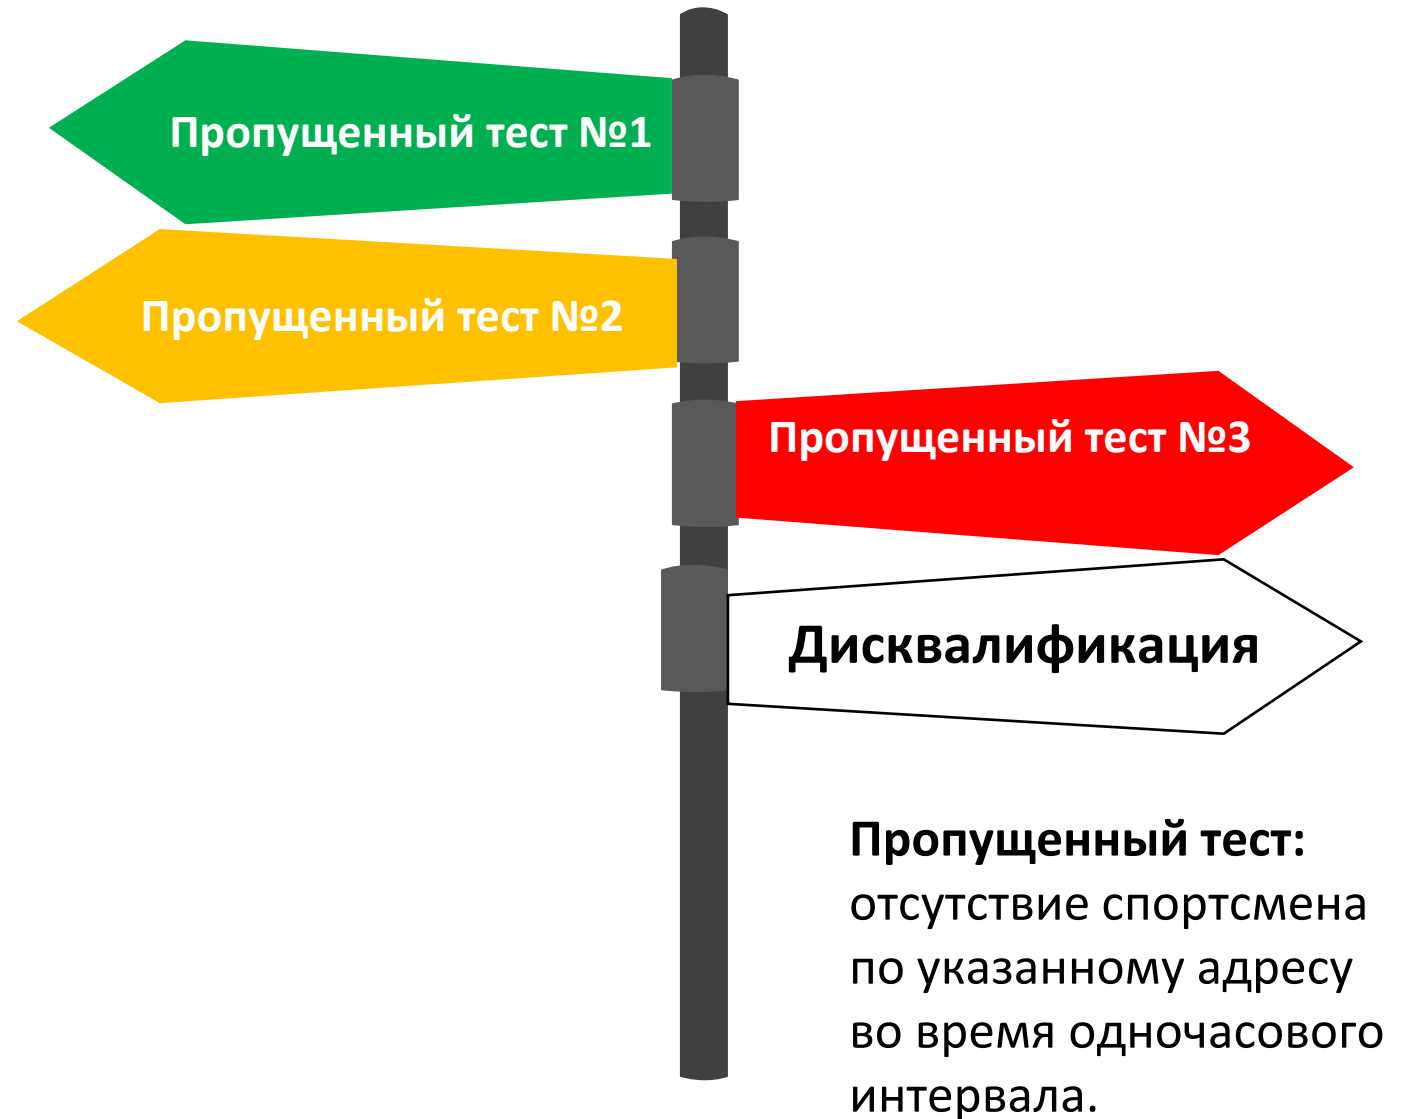 Пропущенный тест №1
Пропущенный тест №2
Пропущенный тест №3
Дисквалификация
Пропущенный тест:
отсутствие спортсмена
по указанному адресу
во время одночасового
интервала.